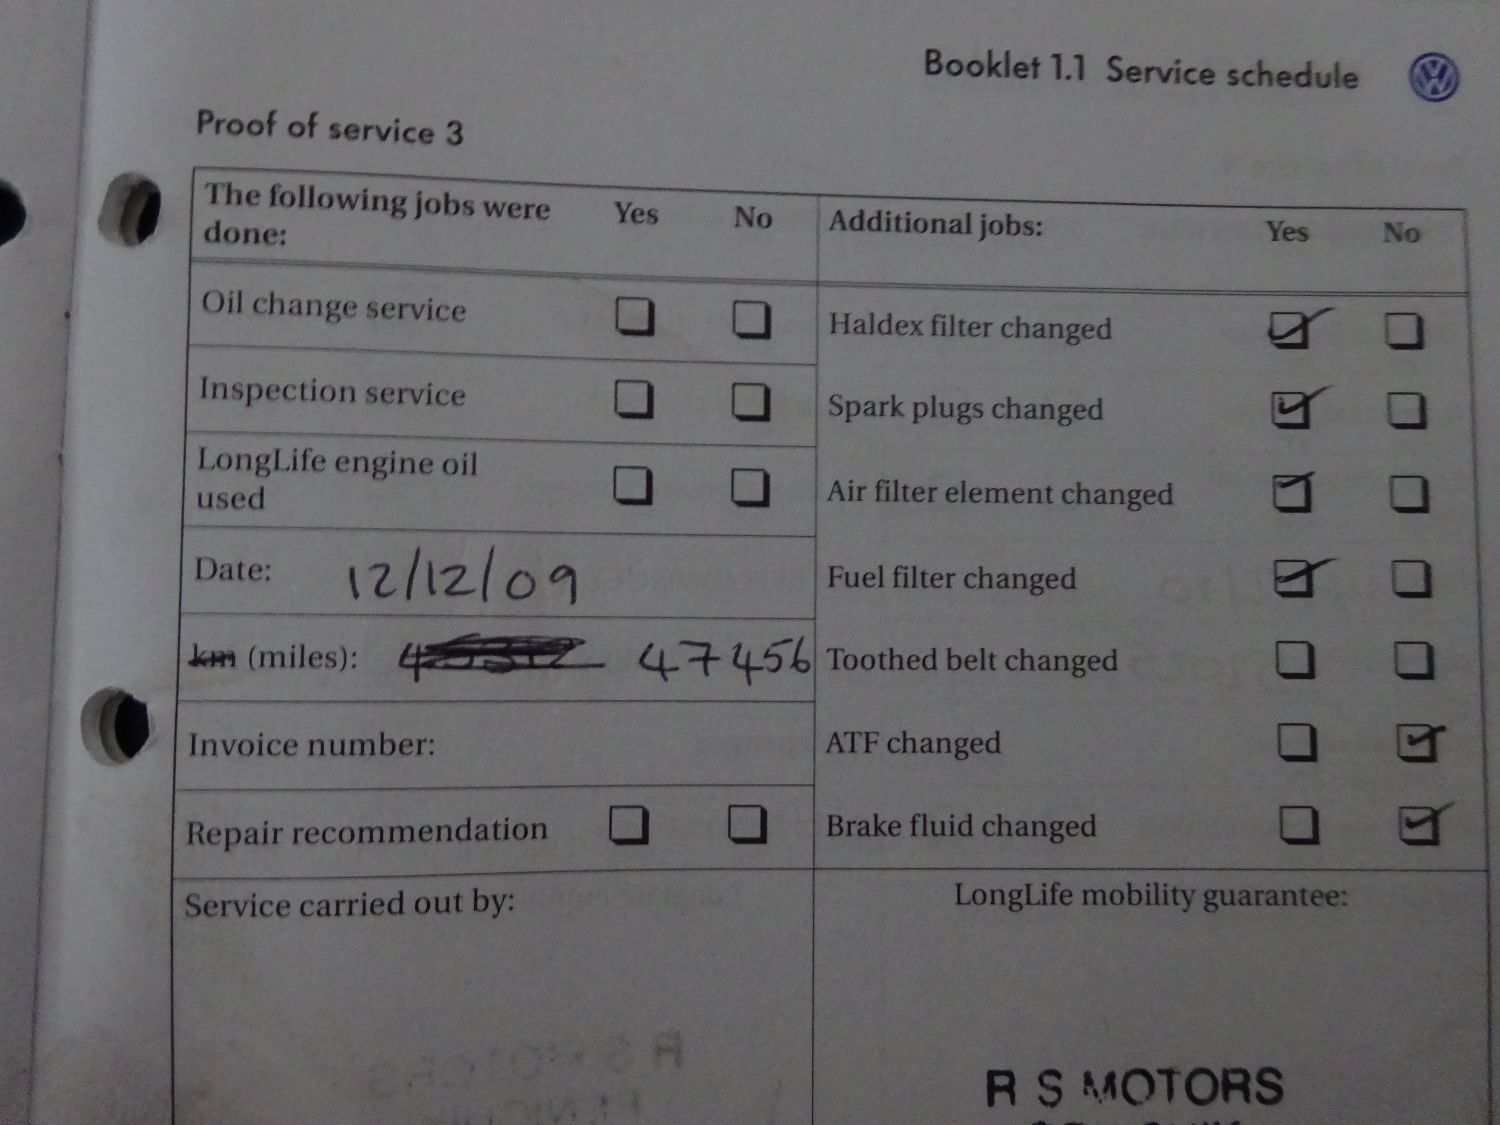 Booklet 1.1 Service schedule
Proof of service 3
The following jobs were Yes No
done:
Oil change service
Inspection service
LongLife engine oil
used
Date: 12/12/09
km (miles): 47456
Invoice number:
Repair recommendation
Service carried out by:
Additional jobs: Yes No
Haldex filter changed
Spark plugs changed
Air filter element changed
Fuel filter changed
Toothed belt changed
ATF changed
Brake fluid changed
LongLife mobility guarantee:
R S MOTORS